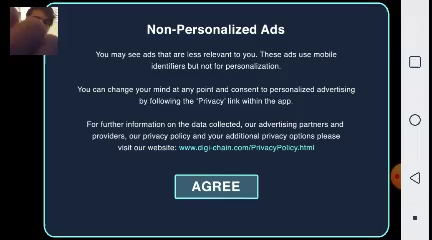 Non-Personalized Ads
You may see ads that are less relevant to you. These ads use mobile
identifiers but not for personalization.
You can change your mind at any point and consent to personalized advertising
by following the 'Privacy' link within the app.
For further information on the data collected, our advertising partners and
providers, our privacy policy and your additional privacy options please
visit our website: www.digi-chain.com/PrivacyPolicy.html
AGREE